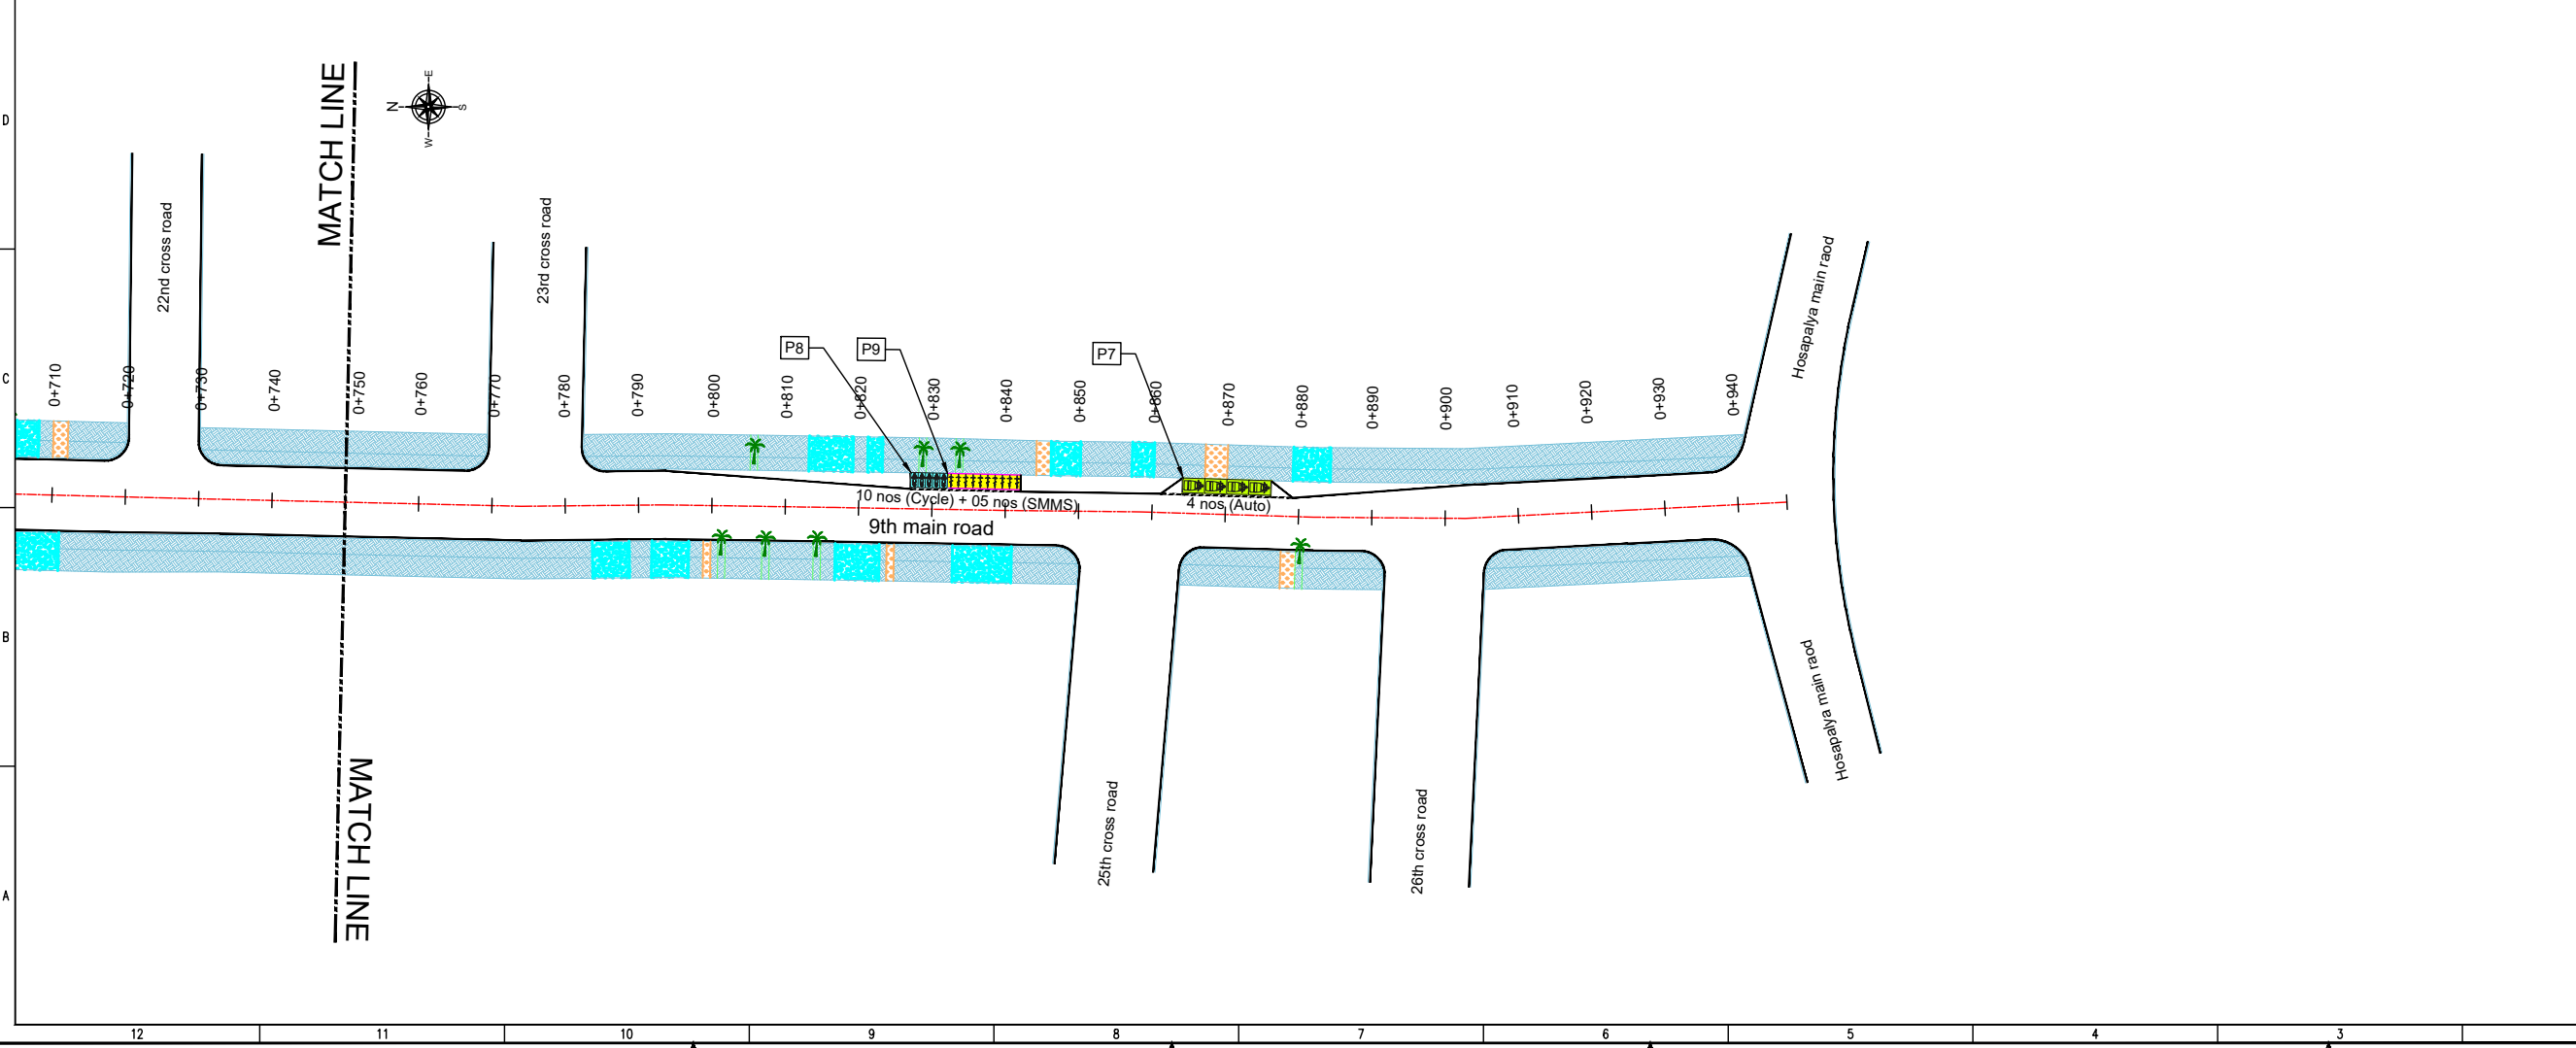 MATCH LINE
E
N
S
W
D
22nd cross road
23rd cross road
Hosapalya main raod
P8
P9
P7
C
0+710
0+720
0+730
0+740
0+750
0+760
0+770
0+780
0+790
0+800
0+810
0+820
0+830
0+840
0+850
0+860
0+870
0+880
0+890
0+900
0+910
0+920
0+930
0+940
10 nos (Cycle) + 05 nos (SMMS)
4 nos (Auto)
9th main road
B
Hosapalya main raod
MATCH LINE
25th cross road
26th cross road
A
12
11
10
9
8
7
6
5
4
3